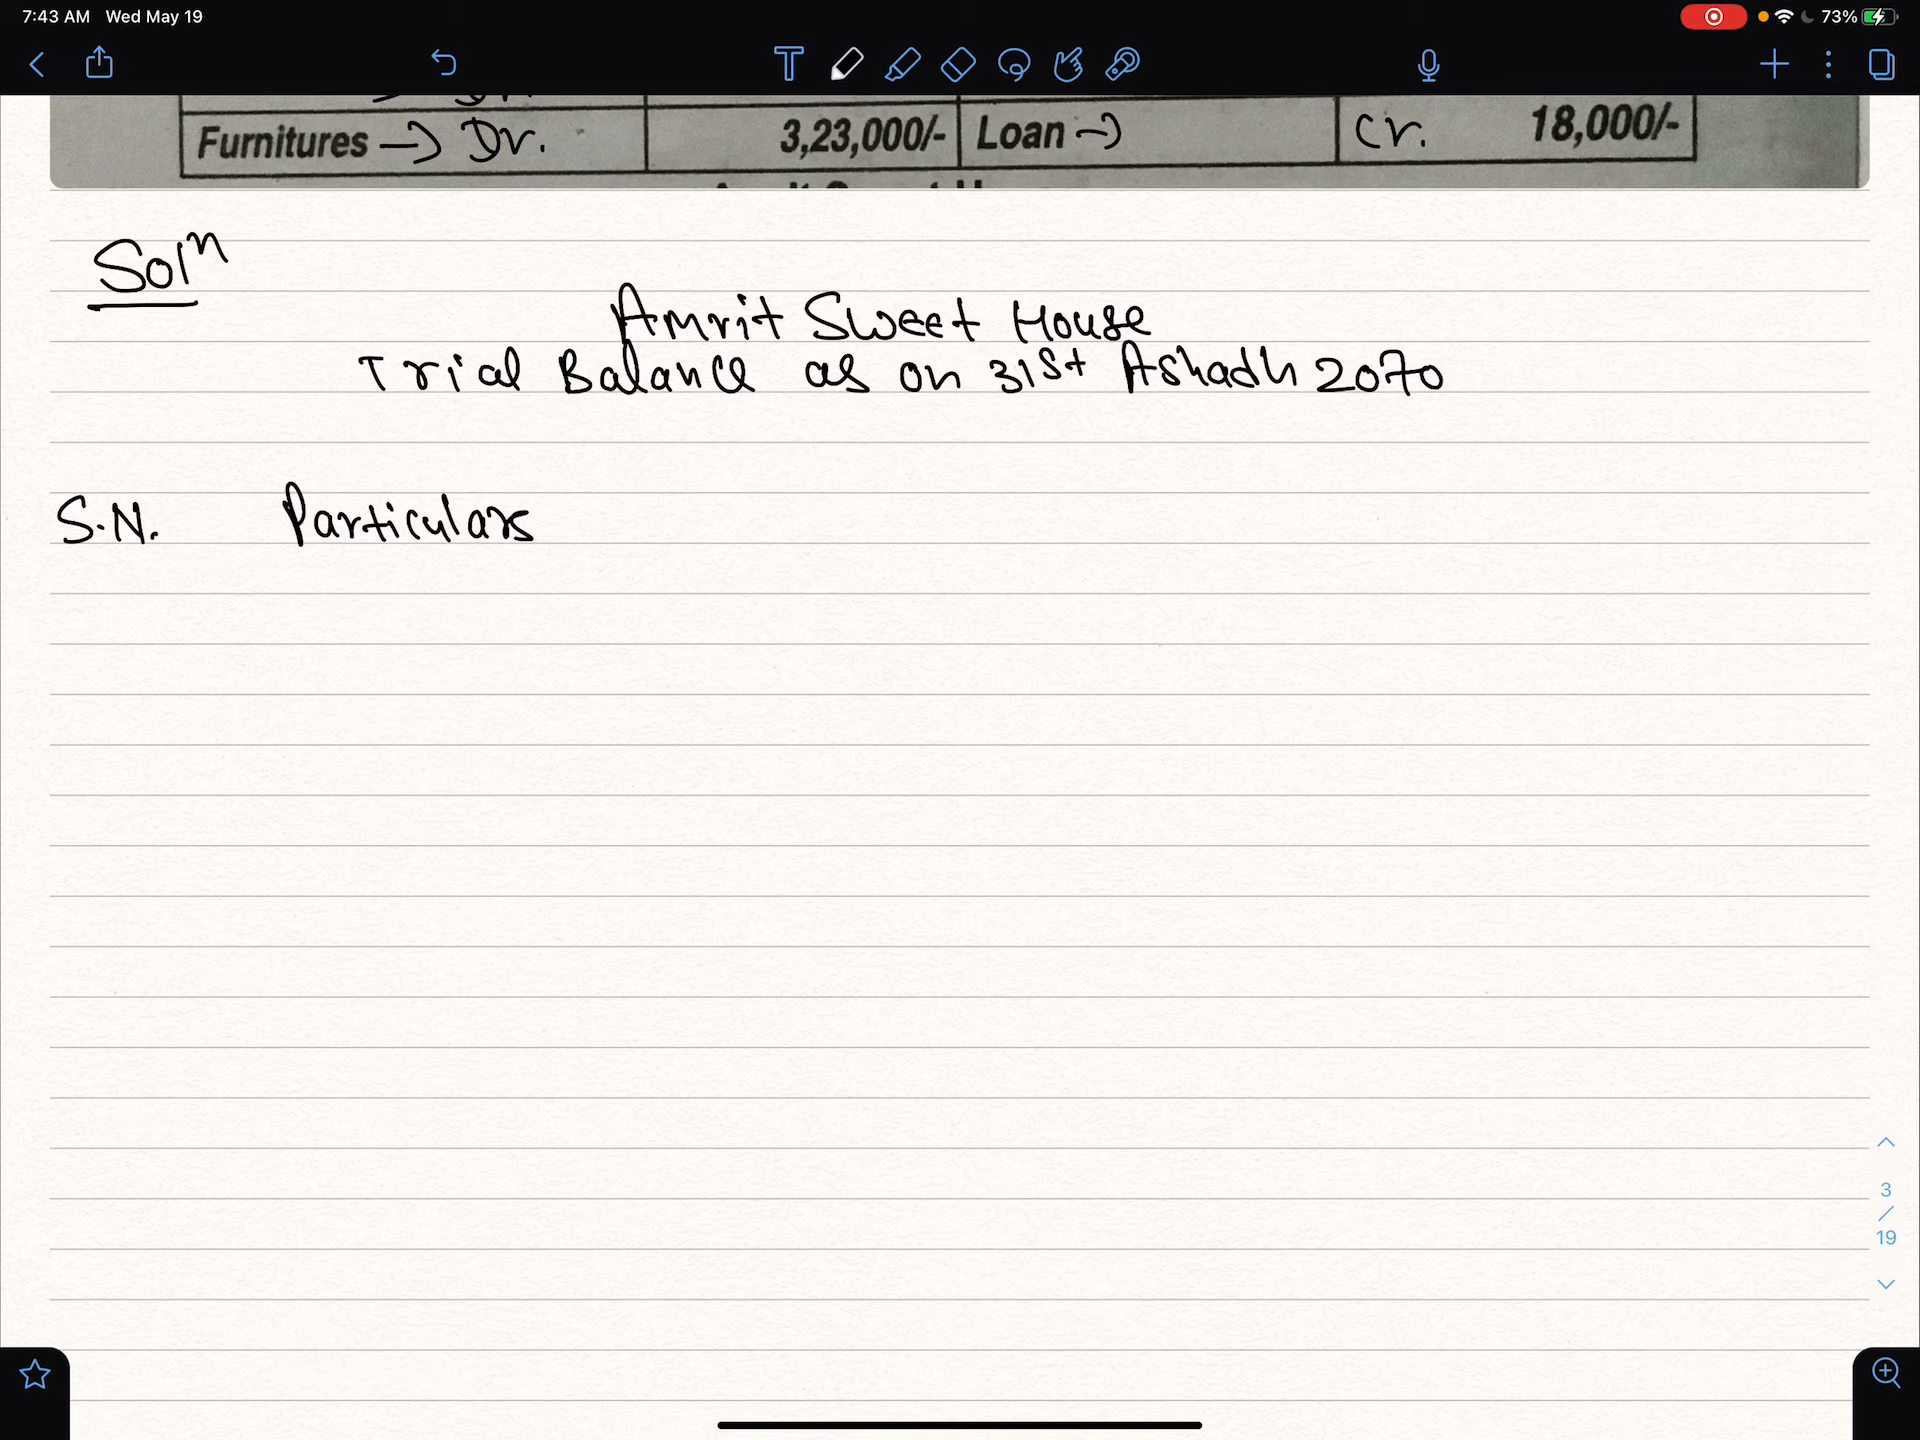 7:43 AM Wed May 19
73%
Furnitures → Dr. 3,23,000/- Loan → Cr. 18,000/-
Solⁿ
Amrit Sweet House
Trial Balance as on 31st Ashadh 2070
S.N. Particulars
3
/
19